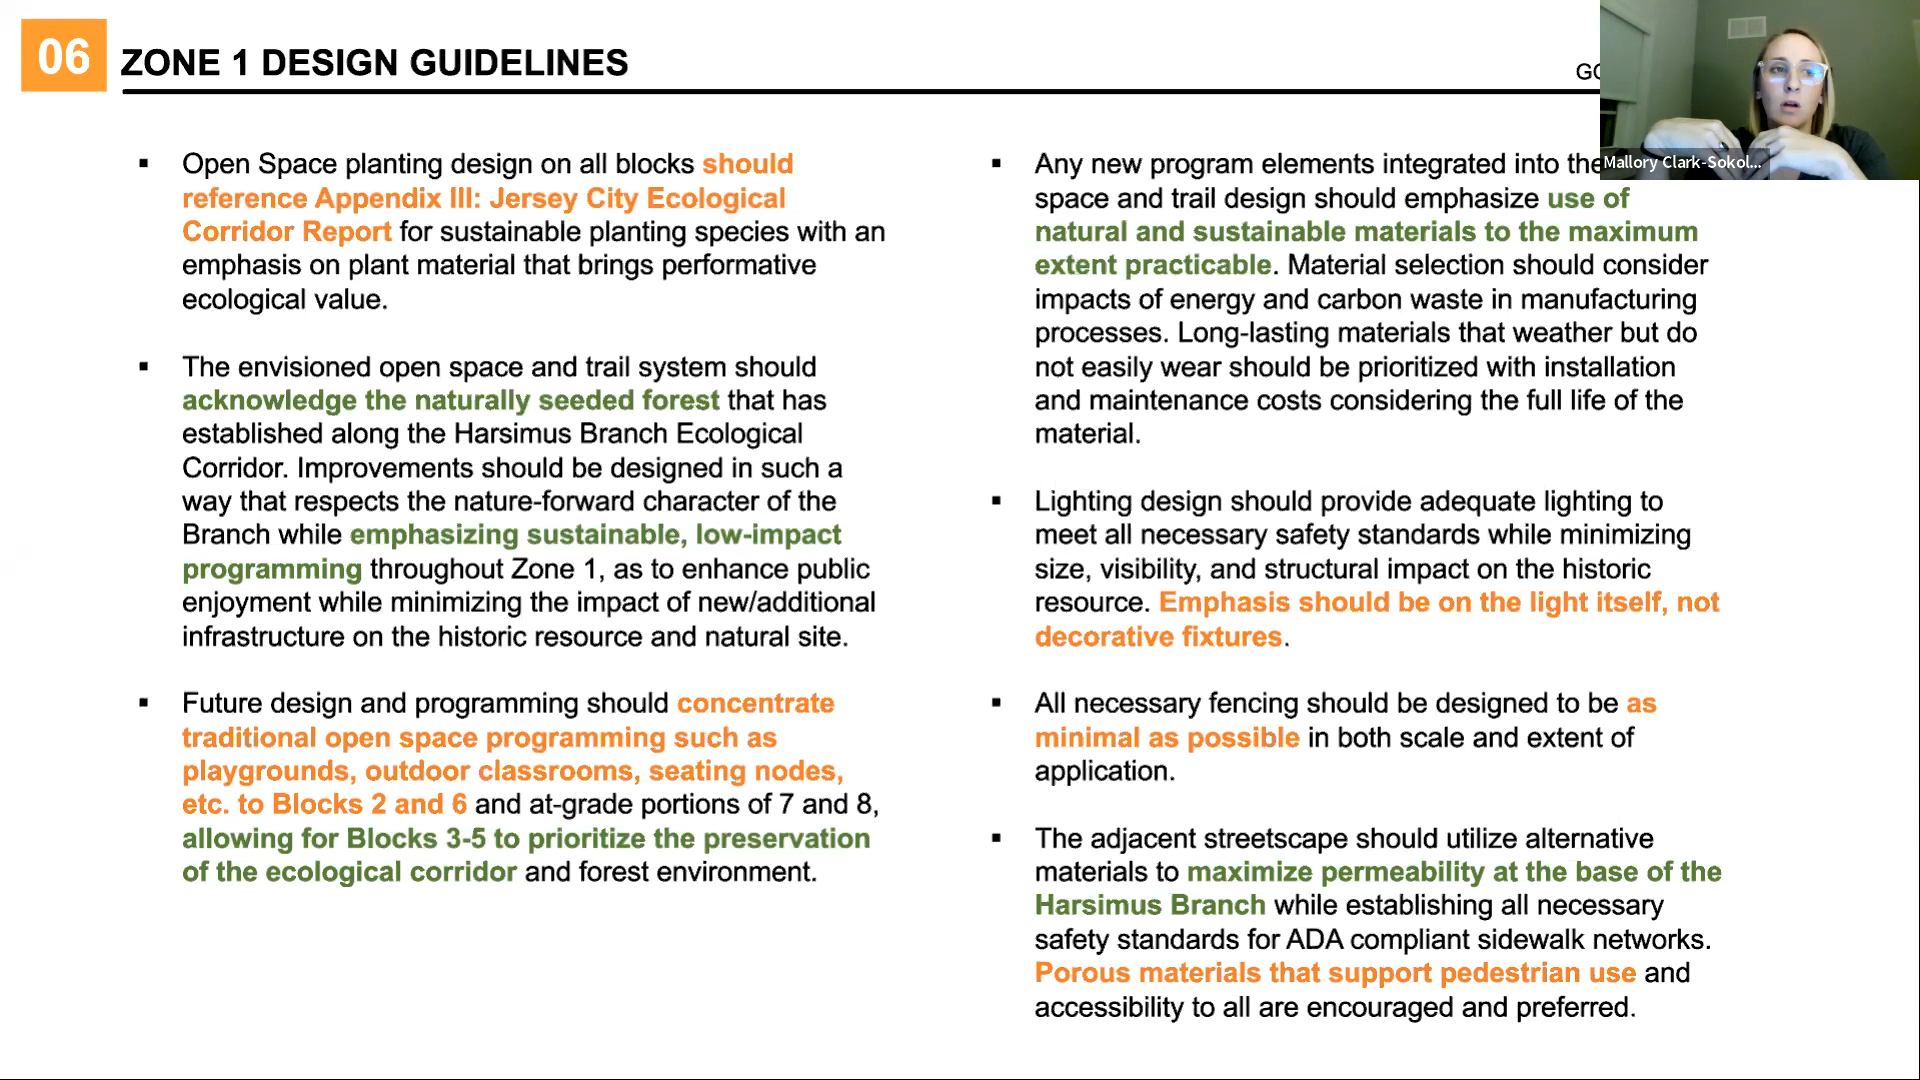 06
ZONE 1 DESIGN GUIDELINES
Mallory Clark-Sokol...
▪ Open Space planting design on all blocks should
reference Appendix III: Jersey City Ecological
Corridor Report for sustainable planting species with an
emphasis on plant material that brings performative
ecological value.
▪ The envisioned open space and trail system should
acknowledge the naturally seeded forest that has
established along the Harsimus Branch Ecological
Corridor. Improvements should be designed in such a
way that respects the nature-forward character of the
Branch while emphasizing sustainable, low-impact
programming throughout Zone 1, as to enhance public
enjoyment while minimizing the impact of new/additional
infrastructure on the historic resource and natural site.
▪ Future design and programming should concentrate
traditional open space programming such as
playgrounds, outdoor classrooms, seating nodes,
etc. to Blocks 2 and 6 and at-grade portions of 7 and 8,
allowing for Blocks 3-5 to prioritize the preservation
of the ecological corridor and forest environment.
▪ Any new program elements integrated into the
space and trail design should emphasize use of
natural and sustainable materials to the maximum
extent practicable. Material selection should consider
impacts of energy and carbon waste in manufacturing
processes. Long-lasting materials that weather but do
not easily wear should be prioritized with installation
and maintenance costs considering the full life of the
material.
▪ Lighting design should provide adequate lighting to
meet all necessary safety standards while minimizing
size, visibility, and structural impact on the historic
resource. Emphasis should be on the light itself, not
decorative fixtures.
▪ All necessary fencing should be designed to be as
minimal as possible in both scale and extent of
application.
▪ The adjacent streetscape should utilize alternative
materials to maximize permeability at the base of the
Harsimus Branch while establishing all necessary
safety standards for ADA compliant sidewalk networks.
Porous materials that support pedestrian use and
accessibility to all are encouraged and preferred.